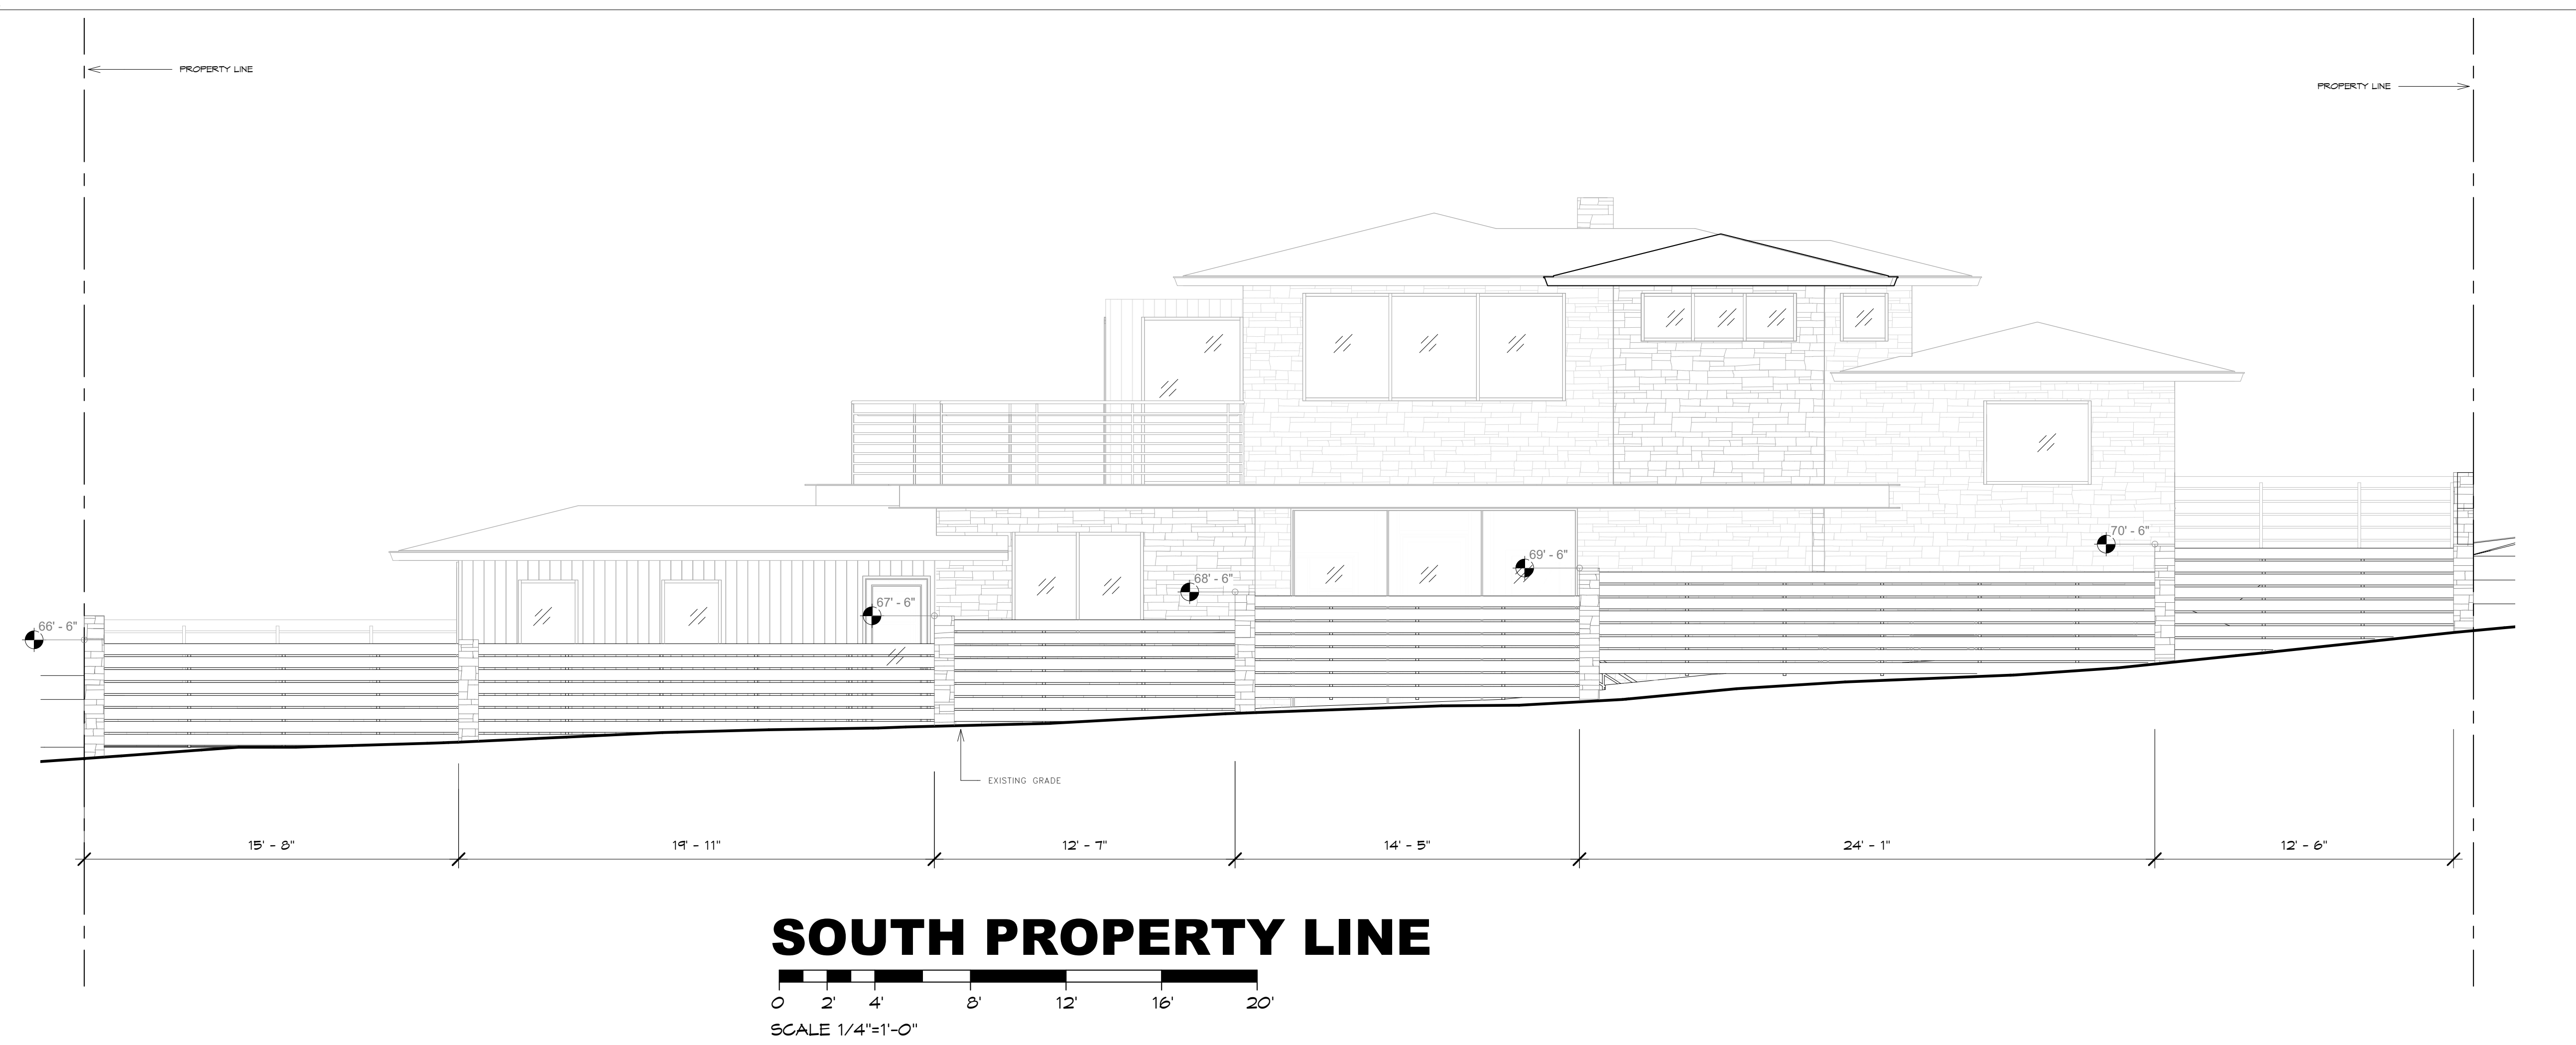 PROPERTY LINE
PROPERTY LINE
70' - 6"
69' - 6"
68' - 6"
67' - 6"
66' - 6"
EXISTING GRADE
15' - 8"
19' - 11"
12' - 7"
14' - 5"
24' - 1"
12' - 6"
SOUTH PROPERTY LINE
0 2' 4' 8' 12' 16' 20'
SCALE 1/4"=1'-0"